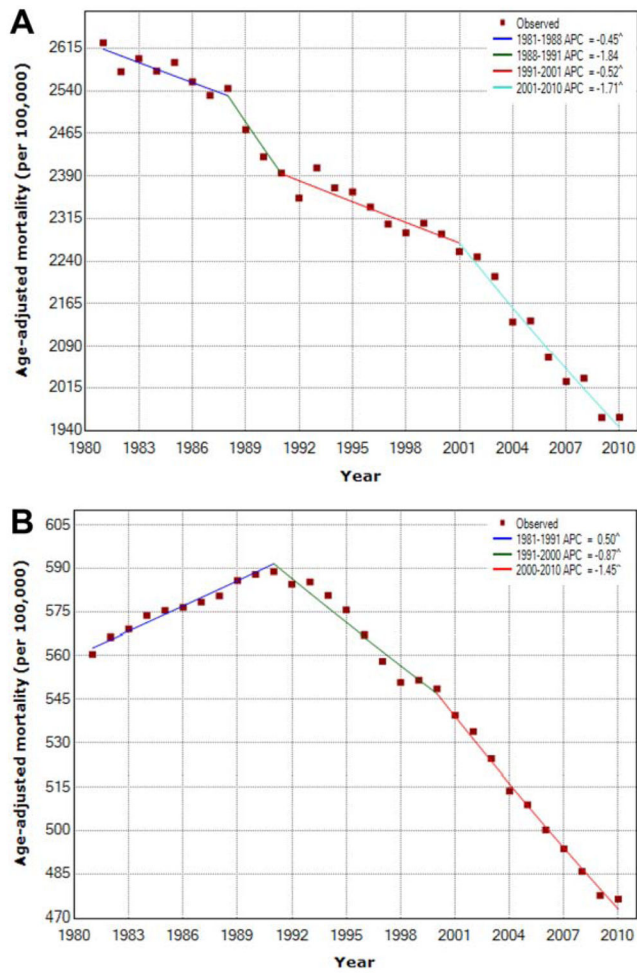 A
Age-adjusted mortality (per 100,000)
2615
2540
2465
2390
2315
2240
2165
2090
2015
1940
Observed
1981-1988 APC = -0.45^
1988-1991 APC = -1.84
1991-2001 APC = -0.52^
2001-2010 APC = -1.71^
1980 1983 1986 1989 1992 1995 1998 2001 2004 2007 2010
Year
B
Age-adjusted mortality (per 100,000)
605
590
575
560
545
530
515
500
485
470
Observed
1981-1991 APC = 0.50^
1991-2000 APC = -0.87^
2000-2010 APC = -1.45^
1980 1983 1986 1989 1992 1995 1998 2001 2004 2007 2010
Year